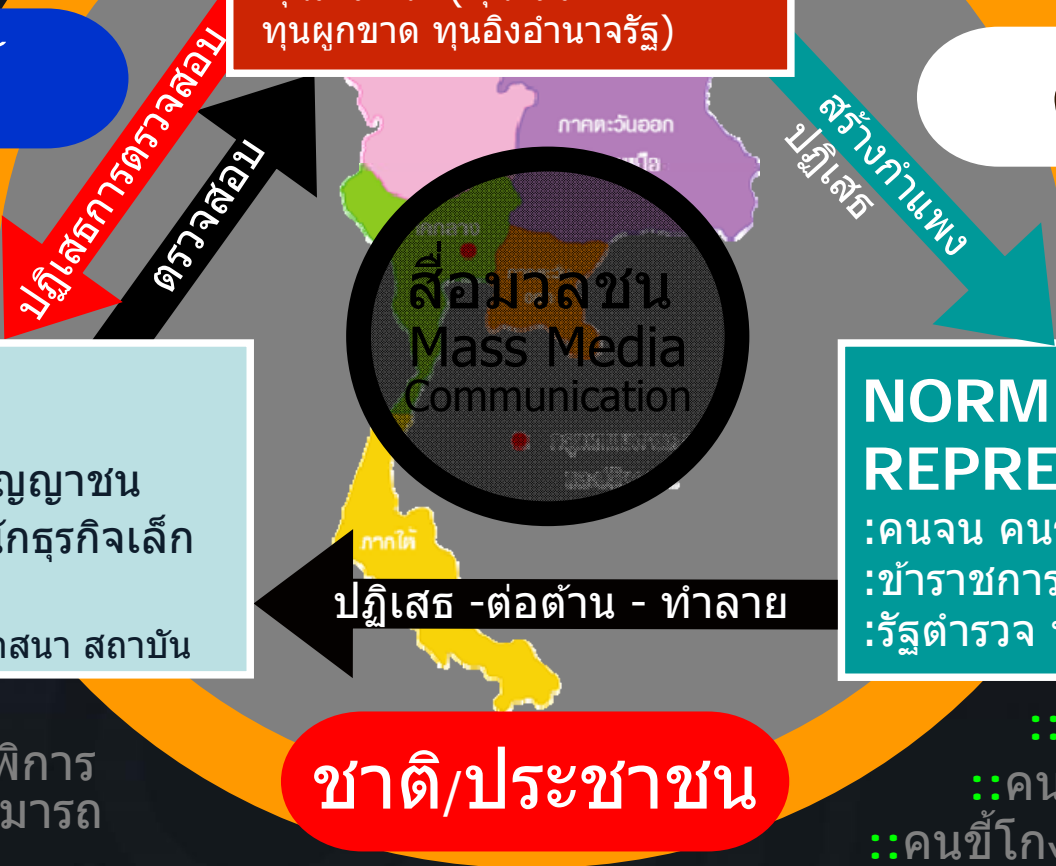 ทุนผูกขาด ทุนอิงอำนาจรัฐ)
ปฏิเสธการตรวจสอบ
ตรวจสอบ
สร้างกำแพง
ปฏิเสธ
ภาคตะวันออก
สื่อมวลชน
Mass Media
Communication
ญญาชน
ักธุรกิจเล็ก
าสนา สถาบัน
NORM
REPRE
:คนจน คน
:ข้าราชการ
:รัฐตำรวจ
ภาคใต้
ปฏิเสธ -ต่อต้าน - ทำลาย
ชาติ/ประชาชน
พิการ
มารถ
::
::คน
::คนขี้โกง